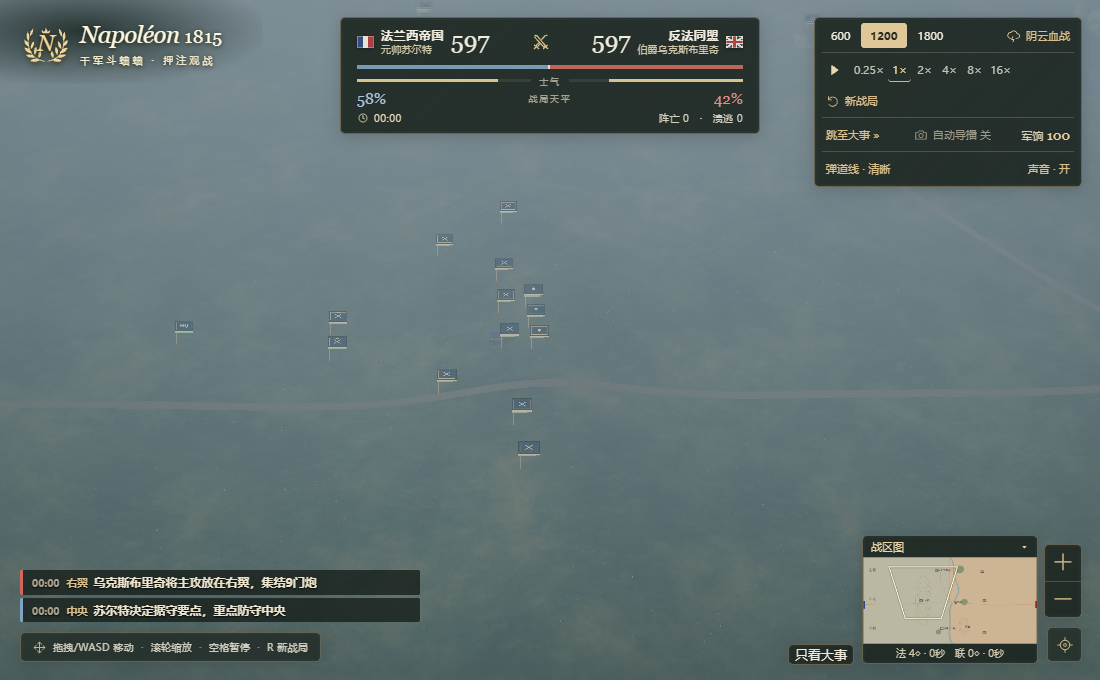 Napoléon 1815
千军斗蛐蛐 · 押注观战
法兰西帝国
元帅苏尔特
597
597
反法同盟
伯爵乌克斯布里奇
士气
58%
战局天平
42%
00:00
阵亡 0 · 溃逃 0
600 1200 1800 阴云血战
0.25× 1× 2× 4× 8× 16×
新战局
跳至大事 » 自动导播 关 军饷 100
弹道线 · 清晰 声音 · 开
HQ
00:00 右翼 乌克斯布里奇将主攻放在右翼，集结9门炮
00:00 中央 苏尔特决定据守要点，重点防守中央
拖拽/WASD 移动 · 滚轮缩放 · 空格暂停 · R 新战局
只看大事
战区图
法 4◇ · 0秒 联 0◇ · 0秒